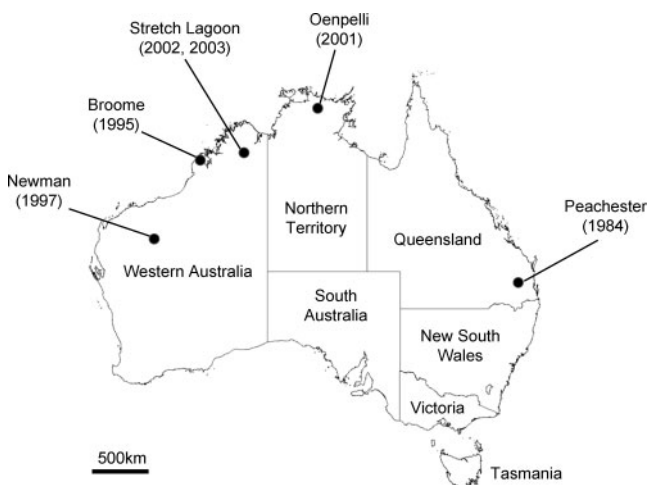 Stretch Lagoon
(2002, 2003)
Oenpelli
(2001)
Broome
(1995)
Newman
(1997)
Northern
Territory
Peachester
(1984)
Queensland
Western Australia
South
Australia
New South
Wales
Victoria
500km
Tasmania